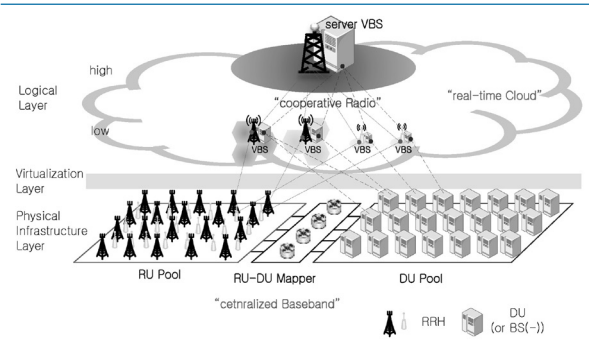 server VBS
high
Logical
Layer
"cooperative Radio"
"real-time Cloud"
low
VBS
VBS
VBS
VBS
Virtualization
Layer
Physical
Infrastructure
Layer
RU Pool
RU-DU Mapper
DU Pool
"cetnralized Baseband"
RRH
DU
(or BS(-))